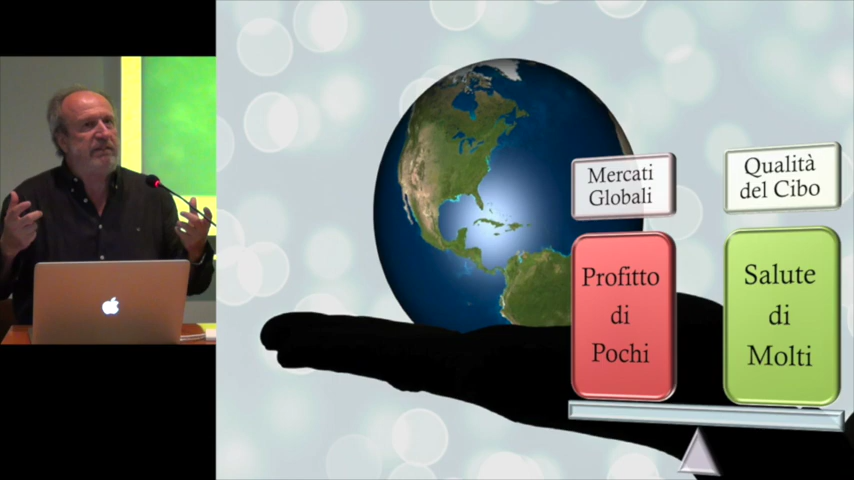 Mercati
Globali
Qualità
del Cibo
Profitto
di
Pochi
Salute
di
Molti